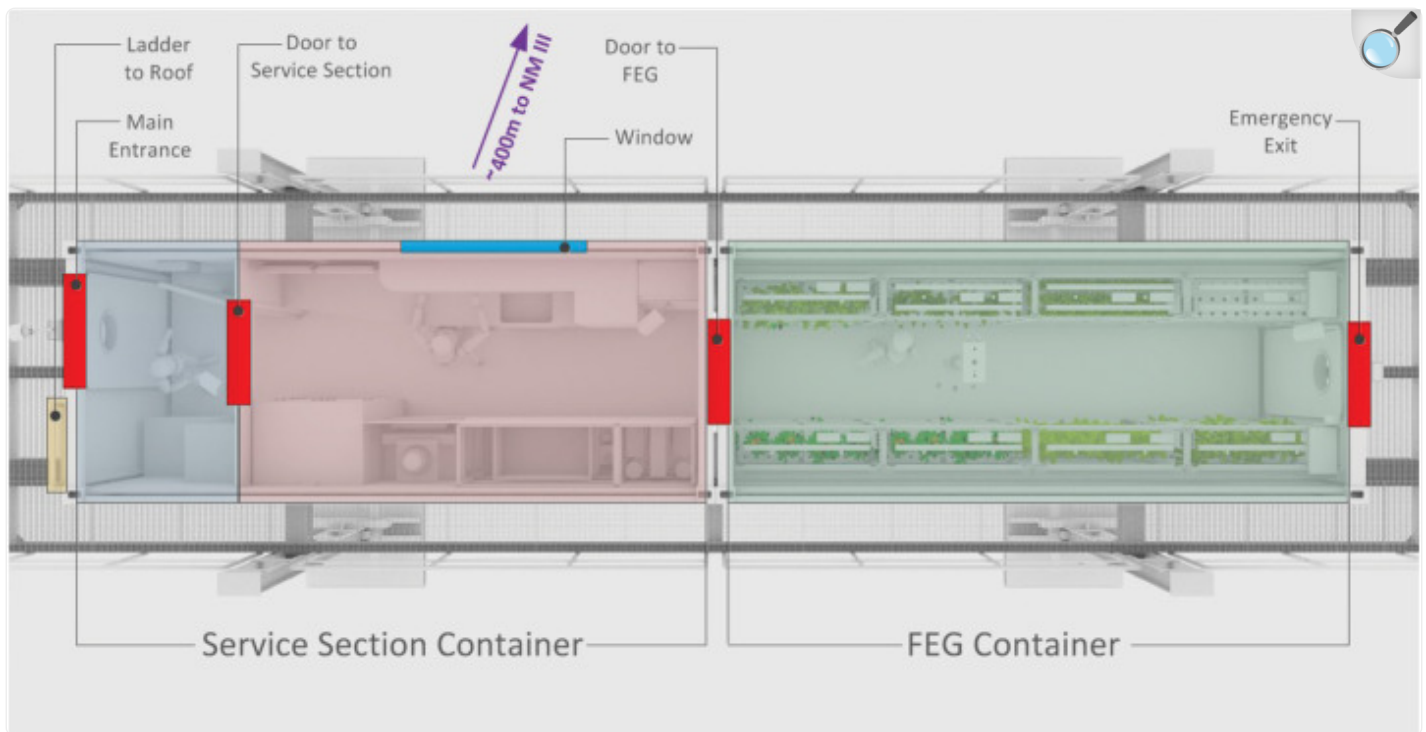 Ladder
to Roof
Door to
Service Section
~400m to NM III
Door to
FEG
Main
Entrance
Window
Emergency
Exit
Service Section Container
FEG Container